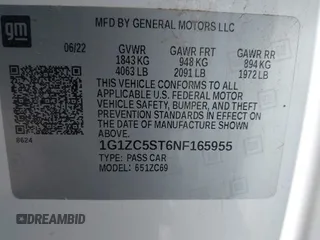 gm
MFD BY GENERAL MOTORS LLC
06/22 GVWR GAWR FRT GAWR RR
1843 KG 948 KG 894 KG
4063 LB 2091 LB 1972 LB
THIS VEHICLE CONFORMS TO ALL
APPLICABLE U.S. FEDERAL MOTOR
VEHICLE SAFETY, BUMPER, AND THEFT
PREVENTION STANDARDS IN EFFECT ON
THE DATE OF MANUFACTURE SHOWN ABOVE.
8624 1G1ZC5ST6NF165955
TYPE: PASS CAR
MODEL: 651ZC69
DREAMBID